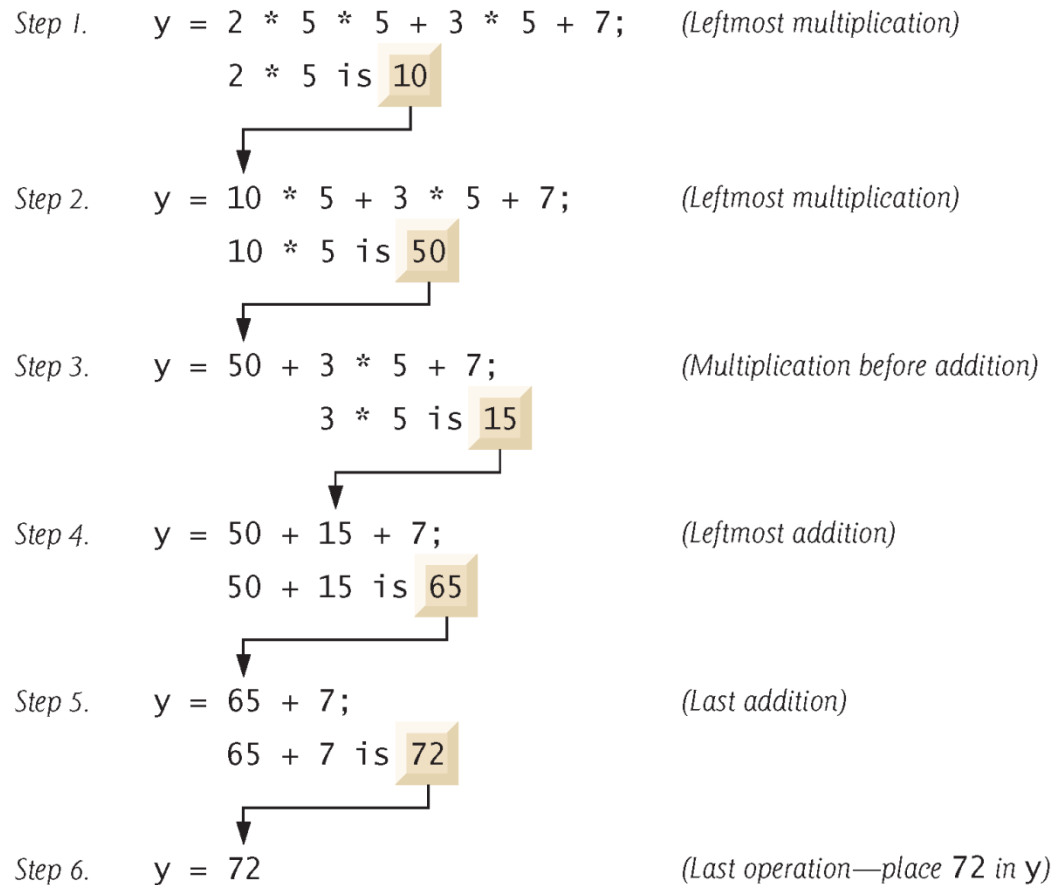 Step 1. y = 2 * 5 * 5 + 3 * 5 + 7; (Leftmost multiplication)
2 * 5 is 10
Step 2. y = 10 * 5 + 3 * 5 + 7; (Leftmost multiplication)
10 * 5 is 50
Step 3. y = 50 + 3 * 5 + 7; (Multiplication before addition)
3 * 5 is 15
Step 4. y = 50 + 15 + 7; (Leftmost addition)
50 + 15 is 65
Step 5. y = 65 + 7; (Last addition)
65 + 7 is 72
Step 6. y = 72 (Last operation—place 72 in y)